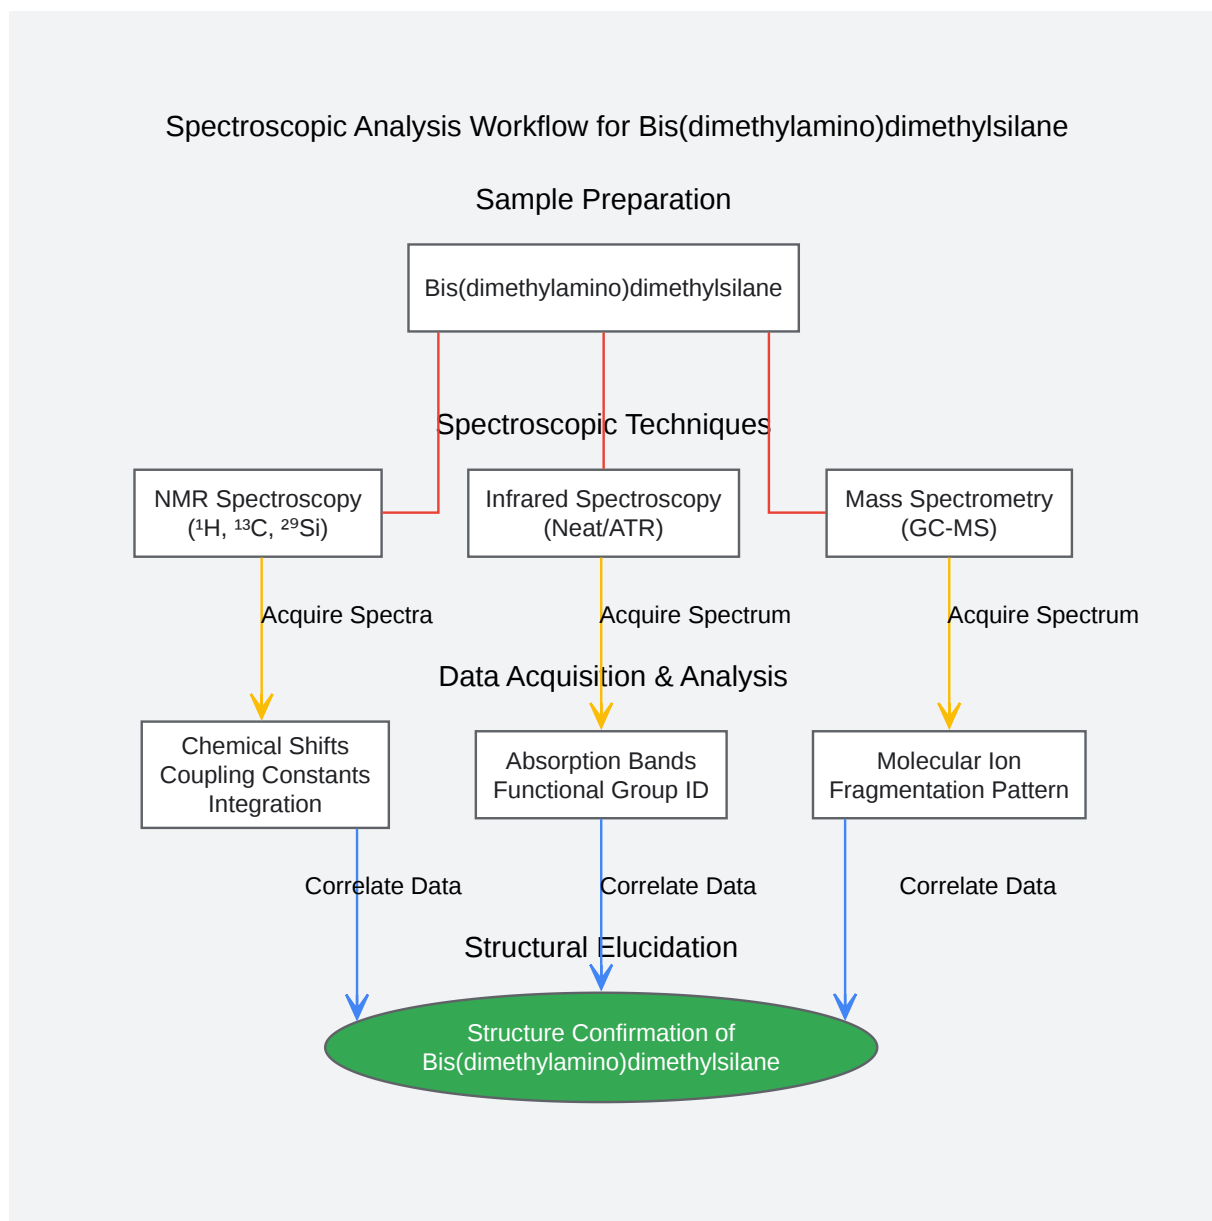 Spectroscopic Analysis Workflow for Bis(dimethylamino)dimethylsilane
Sample Preparation
Bis(dimethylamino)dimethylsilane
Spectroscopic Techniques
NMR Spectroscopy
(¹H, ¹³C, ²⁹Si)
Infrared Spectroscopy
(Neat/ATR)
Mass Spectrometry
(GC-MS)
Acquire Spectra
Acquire Spectrum
Acquire Spectrum
Data Acquisition & Analysis
Chemical Shifts
Coupling Constants
Integration
Absorption Bands
Functional Group ID
Molecular Ion
Fragmentation Pattern
Correlate Data
Correlate Data
Correlate Data
Structural Elucidation
Structure Confirmation of
Bis(dimethylamino)dimethylsilane